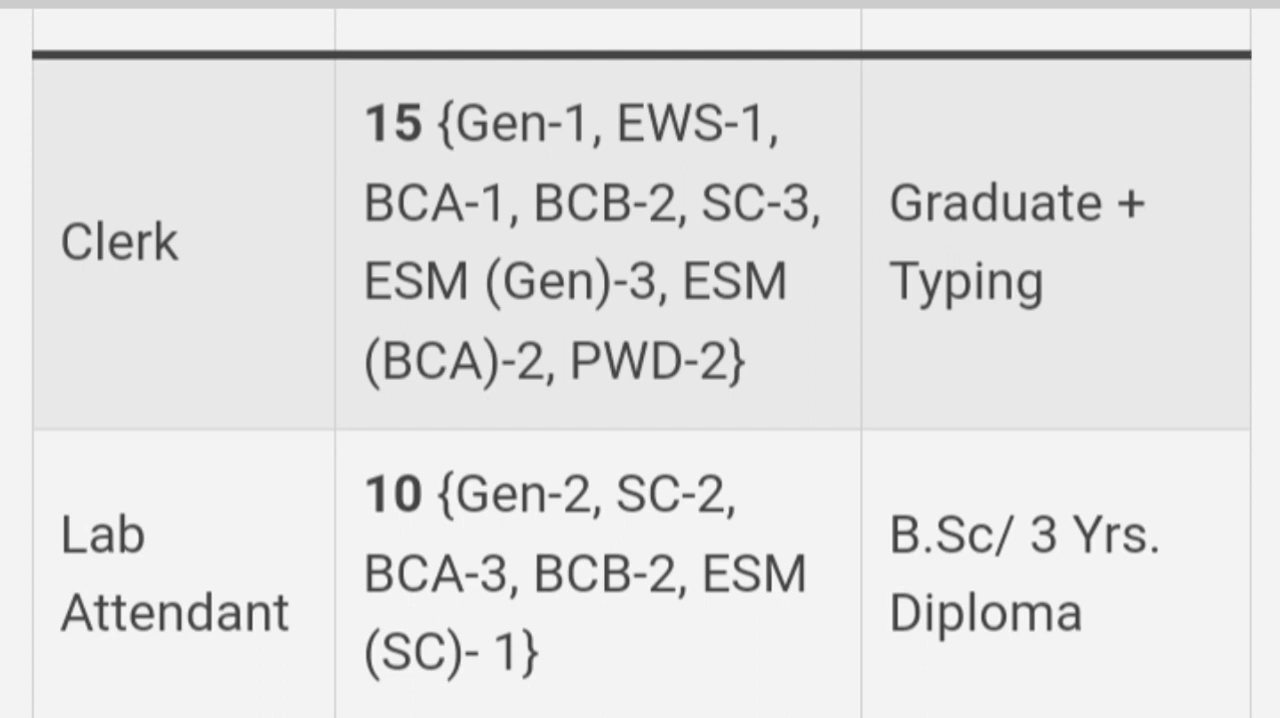 Clerk
15 {Gen-1, EWS-1,
BCA-1, BCB-2, SC-3,
ESM (Gen)-3, ESM
(BCA)-2, PWD-2}
Graduate +
Typing
Lab
Attendant
10 {Gen-2, SC-2,
BCA-3, BCB-2, ESM
(SC)- 1}
B.Sc/ 3 Yrs.
Diploma